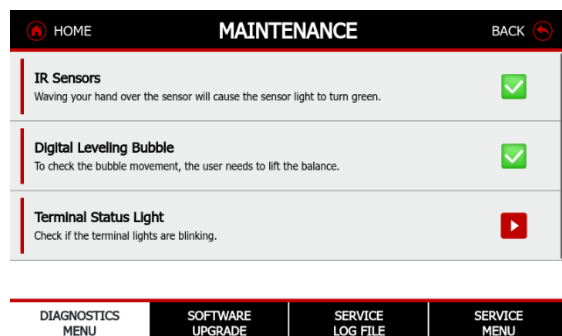 HOME MAINTENANCE BACK
IR Sensors
Waving your hand over the sensor will cause the sensor light to turn green.
Digital Leveling Bubble
To check the bubble movement, the user needs to lift the balance.
Terminal Status Light
Check if the terminal lights are blinking.
DIAGNOSTICS SOFTWARE SERVICE SERVICE
MENU UPGRADE LOG FILE MENU